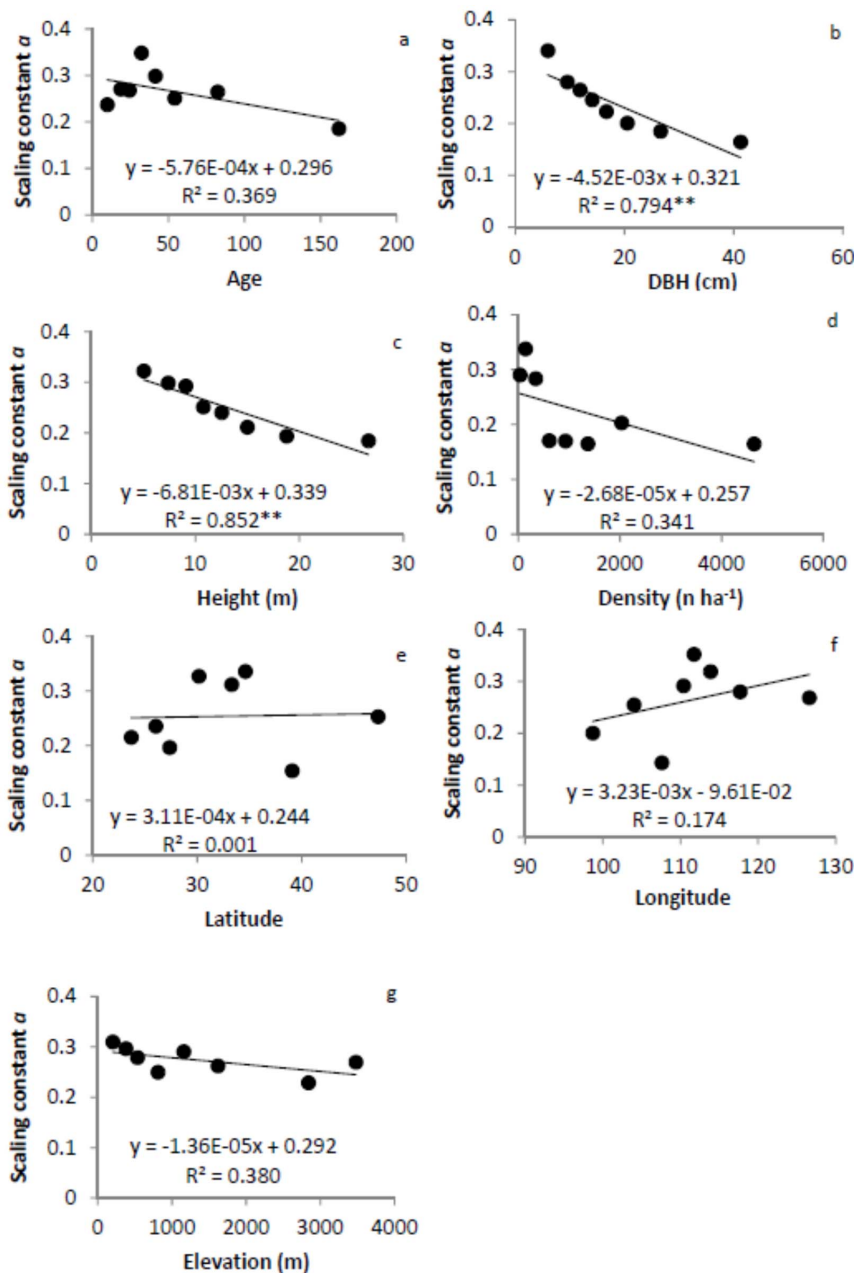 a
Scaling constant a
0.4
0.3
0.2
0.1
0
y = -5.76E-04x + 0.296
R² = 0.369
0 50 100 150 200
Age
b
Scaling constant a
0.4
0.3
0.2
0.1
0
y = -4.52E-03x + 0.321
R² = 0.794**
0 20 40 60
DBH (cm)
c
Scaling constant a
0.4
0.3
0.2
0.1
0
y = -6.81E-03x + 0.339
R² = 0.852**
0 10 20 30
Height (m)
d
Scaling constant a
0.4
0.3
0.2
0.1
0
y = -2.68E-05x + 0.257
R² = 0.341
0 2000 4000 6000
Density (n ha⁻¹)
e
Scaling constant a
0.4
0.3
0.2
0.1
0
y = 3.11E-04x + 0.244
R² = 0.001
20 30 40 50
Latitude
f
Scaling constant a
0.4
0.3
0.2
0.1
0
y = 3.23E-03x - 9.61E-02
R² = 0.174
90 100 110 120 130
Longitude
g
Scaling constant a
0.4
0.3
0.2
0.1
0
y = -1.36E-05x + 0.292
R² = 0.380
0 1000 2000 3000 4000
Elevation (m)